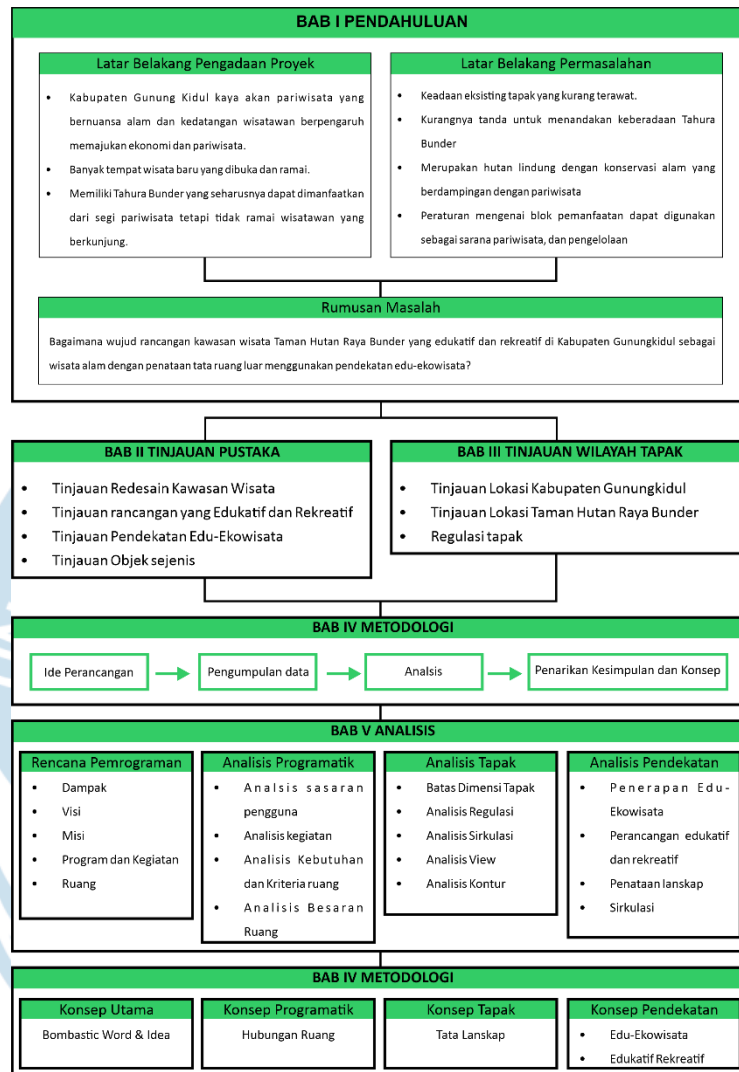 BAB I PENDAHULUAN
Latar Belakang Pengadaan Proyek
• Kabupaten Gunung Kidul kaya akan pariwisata yang
bernuansa alam dan kedatangan wisatawan berpengaruh
memajukan ekonomi dan pariwisata.
• Banyak tempat wisata baru yang dibuka dan ramai.
• Memiliki Tahura Bunder yang seharusnya dapat dimanfaatkan
dari segi pariwisata tetapi tidak ramai wisatawan yang
berkunjung.
Latar Belakang Permasalahan
• Keadaan eksisting tapak yang kurang terawat.
• Kurangnya tanda untuk menandakan keberadaan Tahura
Bunder
• Merupakan hutan lindung dengan konservasi alam yang
berdampingan dengan pariwisata
• Peraturan mengenai blok pemanfaatan dapat digunakan
sebagai sarana pariwisata, dan pengelolaan
Rumusan Masalah
Bagaimana wujud rancangan kawasan wisata Taman Hutan Raya Bunder yang edukatif dan rekreatif di Kabupaten Gunungkidul sebagai
wisata alam dengan penataan tata ruang luar menggunakan pendekatan edu-ekowisata?
BAB II TINJAUAN PUSTAKA
• Tinjauan Redesain Kawasan Wisata
• Tinjauan rancangan yang Edukatif dan Rekreatif
• Tinjauan Pendekatan Edu-Ekowisata
• Tinjauan Objek sejenis
BAB III TINJAUAN WILAYAH TAPAK
• Tinjauan Lokasi Kabupaten Gunungkidul
• Tinjauan Lokasi Taman Hutan Raya Bunder
• Regulasi tapak
BAB IV METODOLOGI
Ide Perancangan
Pengumpulan data
Analsis
Penarikan Kesimpulan dan Konsep
BAB V ANALISIS
Rencana Pemrograman
• Dampak
• Visi
• Misi
• Program dan Kegiatan
• Ruang
Analisis Programatik
• Analsis sasaran
pengguna
• Analisis kegiatan
• Analisis Kebutuhan
dan Kriteria ruang
• Analisis Besaran
Ruang
Analisis Tapak
• Batas Dimensi Tapak
• Analisis Regulasi
• Analisis Sirkulasi
• Analisis View
• Analisis Kontur
Analisis Pendekatan
• Penerapan Edu-
Ekowisata
• Perancangan edukatif
dan rekreatif
• Penataan lanskap
• Sirkulasi
BAB IV METODOLOGI
Konsep Utama
Bombastic Word & Idea
Konsep Programatik
Hubungan Ruang
Konsep Tapak
Tata Lanskap
Konsep Pendekatan
• Edu-Ekowisata
• Edukatif Rekreatif